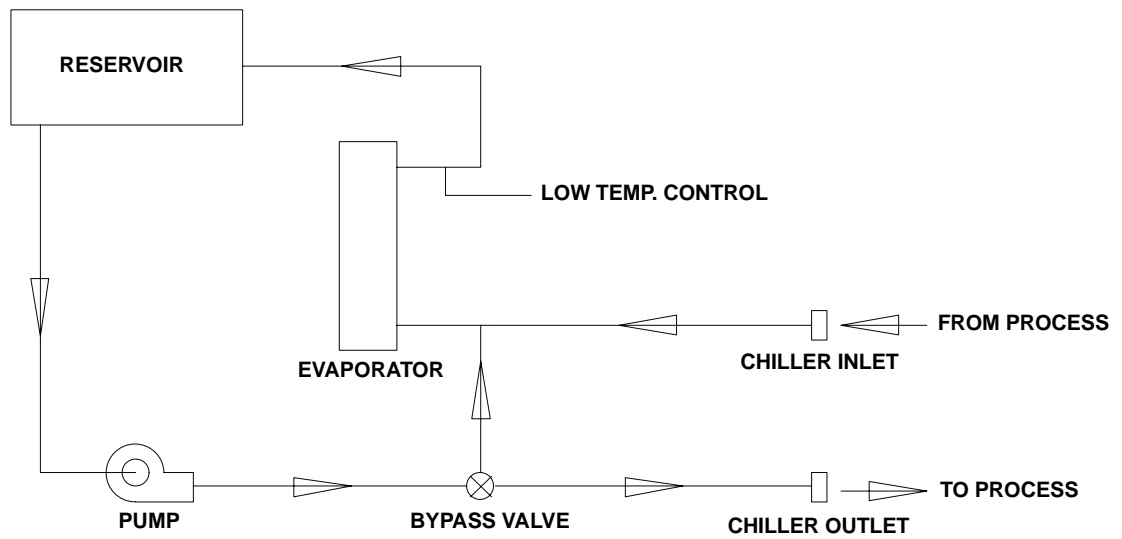 RESERVOIR
LOW TEMP. CONTROL
FROM PROCESS
CHILLER INLET
EVAPORATOR
TO PROCESS
PUMP
BYPASS VALVE
CHILLER OUTLET